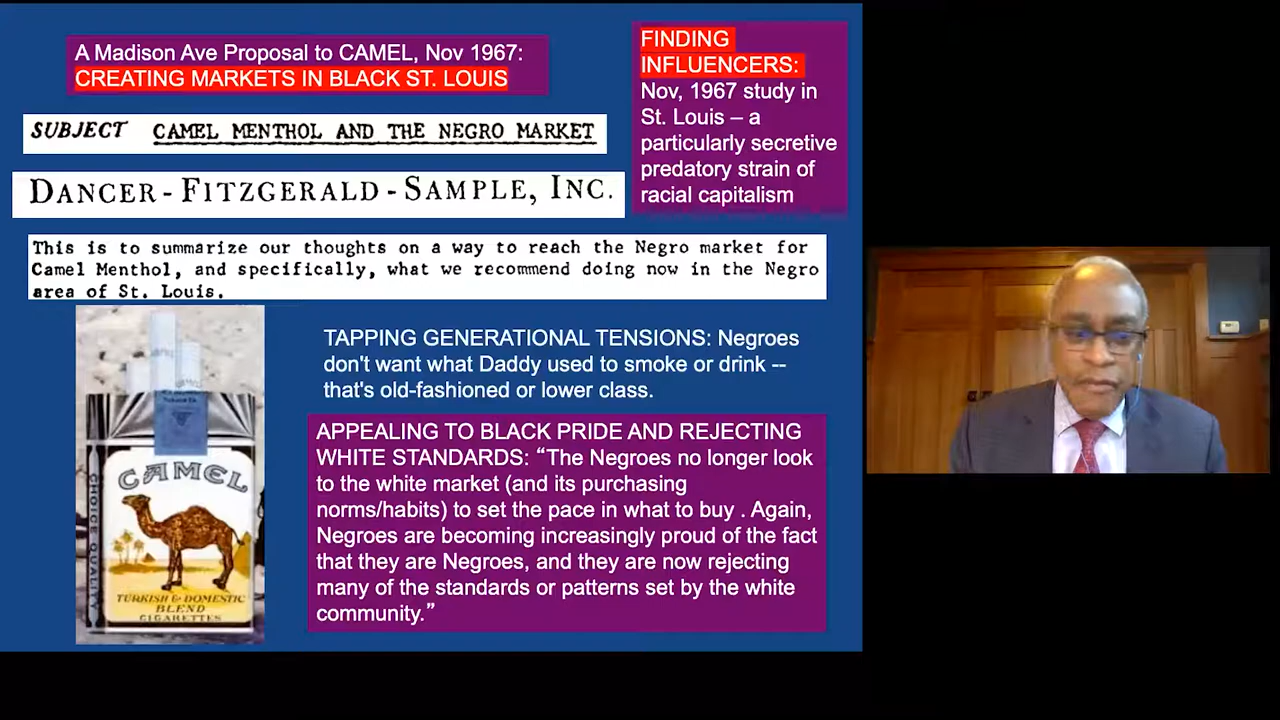 A Madison Ave Proposal to CAMEL, Nov 1967:
CREATING MARKETS IN BLACK ST. LOUIS
SUBJECT CAMEL MENTHOL AND THE NEGRO MARKET
DANCER-FITZGERALD-SAMPLE, INC.
This is to summarize our thoughts on a way to reach the Negro market for
Camel Menthol, and specifically, what we recommend doing now in the Negro
area of St. Louis.
FINDING
INFLUENCERS:
Nov, 1967 study in
St. Louis – a
particularly secretive
predatory strain of
racial capitalism
TAPPING GENERATIONAL TENSIONS: Negroes
don't want what Daddy used to smoke or drink --
that's old-fashioned or lower class.
APPEALING TO BLACK PRIDE AND REJECTING
WHITE STANDARDS: “The Negroes no longer look
to the white market (and its purchasing
norms/habits) to set the pace in what to buy . Again,
Negroes are becoming increasingly proud of the fact
that they are Negroes, and they are now rejecting
many of the standards or patterns set by the white
community.”
CAMEL
CHOICE QUALITY
TURKISH & DOMESTIC
BLEND
CIGARETTES